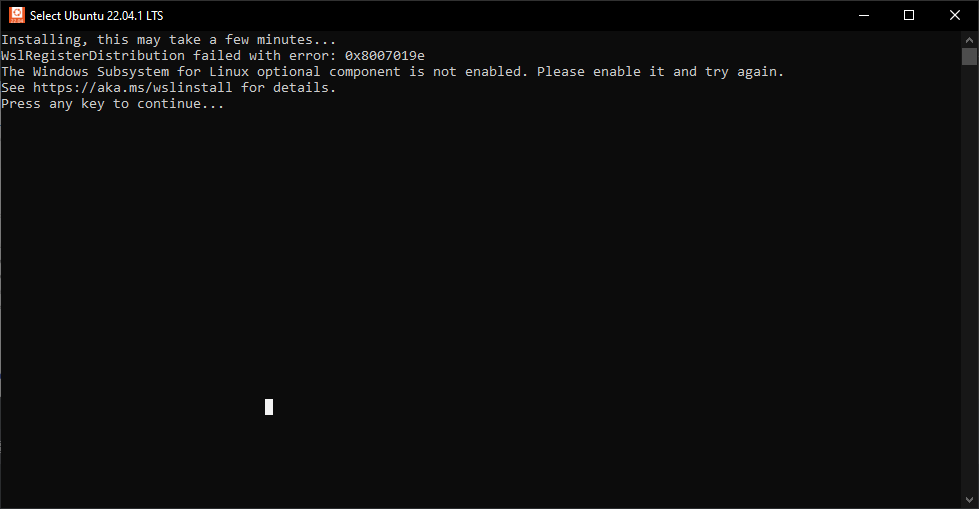 Select Ubuntu 22.04.1 LTS
Installing, this may take a few minutes...
WslRegisterDistribution failed with error: 0x8007019e
The Windows Subsystem for Linux optional component is not enabled. Please enable it and try again.
See https://aka.ms/wslinstall for details.
Press any key to continue...